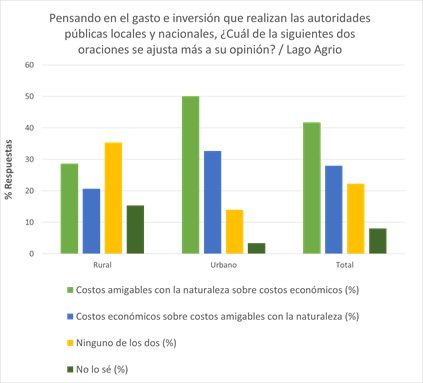 Pensando en el gasto e inversión que realizan las autoridades
públicas locales y nacionales, ¿Cuál de la siguientes dos
oraciones se ajusta más a su opinión? / Lago Agrio
% Respuestas
60
50
40
30
20
10
0
Rural
Urbano
Total
Costos amigables con la naturaleza sobre costos económicos (%)
Costos económicos sobre costos amigables con la naturaleza (%)
Ninguno de los dos (%)
No lo sé (%)